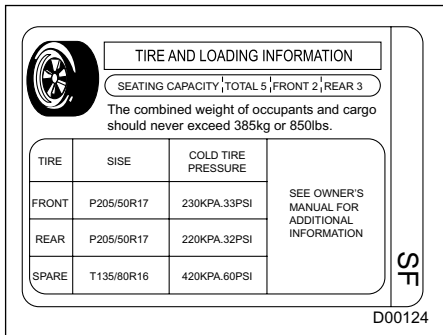 TIRE AND LOADING INFORMATION
SEATING CAPACITY TOTAL 5 FRONT 2 REAR 3
The combined weight of occupants and cargo
should never exceed 385kg or 850lbs.
TIRE SISE COLD TIRE
PRESSURE
FRONT P205/50R17 230KPA.33PSI
REAR P205/50R17 220KPA.32PSI
SPARE T135/80R16 420KPA.60PSI
SEE OWNER'S
MANUAL FOR
ADDITIONAL
INFORMATION
SF
D00124